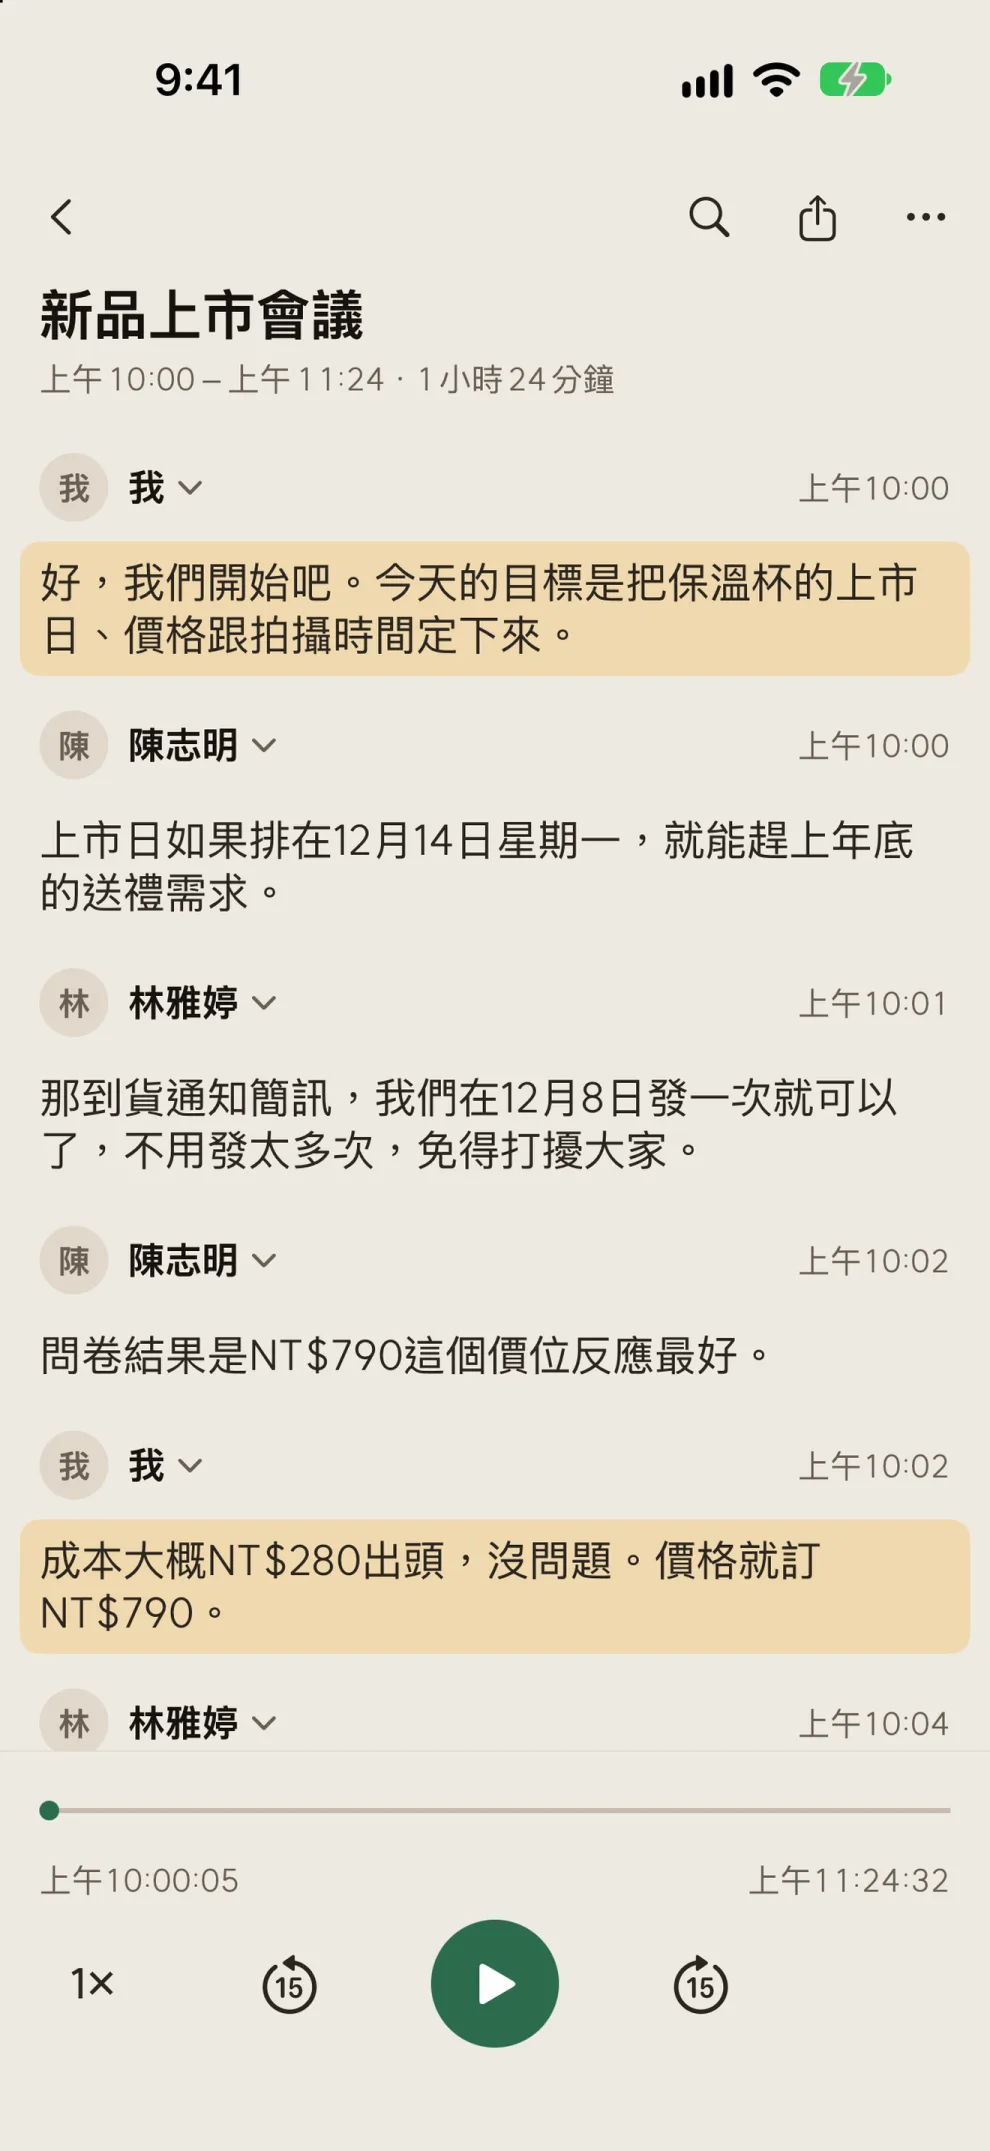 9:41
新品上市會議
上午10:00 – 上午11:24 · 1小時24分鐘
我 我 上午10:00
好，我們開始吧。今天的目標是把保溫杯的上市
日、價格跟拍攝時間定下來。
陳 陳志明 上午10:00
上市日如果排在12月14日星期一，就能趕上年底
的送禮需求。
林 林雅婷 上午10:01
那到貨通知簡訊，我們在12月8日發一次就可以
了，不用發太多次，免得打擾大家。
陳 陳志明 上午10:02
問卷結果是NT$790這個價位反應最好。
我 我 上午10:02
成本大概NT$280出頭，沒問題。價格就訂
NT$790。
林 林雅婷 上午10:04
上午10:00:05 上午11:24:32
1× 15 15